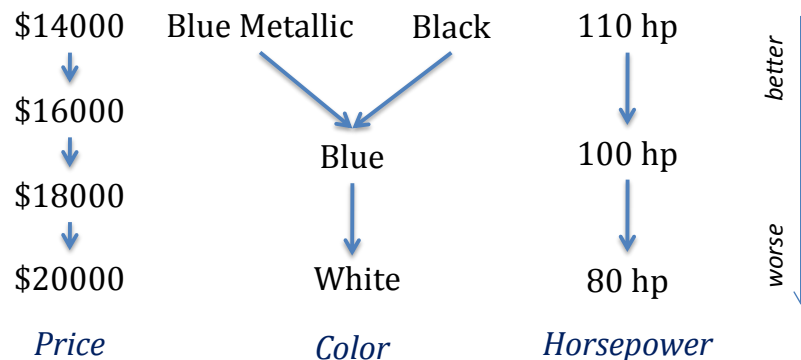 $14000 Blue Metallic Black 110 hp
$16000
Blue 100 hp
$18000
$20000 White 80 hp
Price Color Horsepower
better
worse